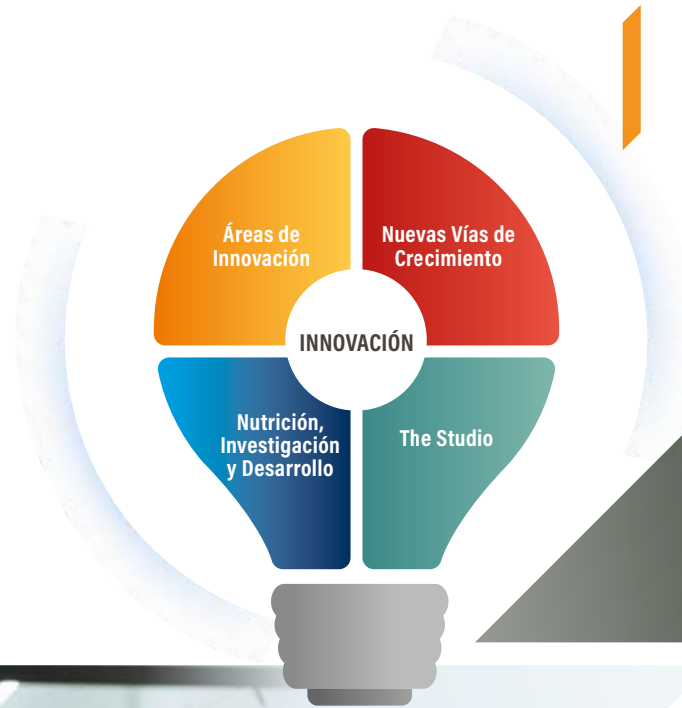 Áreas de
Innovación
Nuevas Vías de
Crecimiento
INNOVACIÓN
Nutrición,
Investigación
y Desarrollo
The Studio